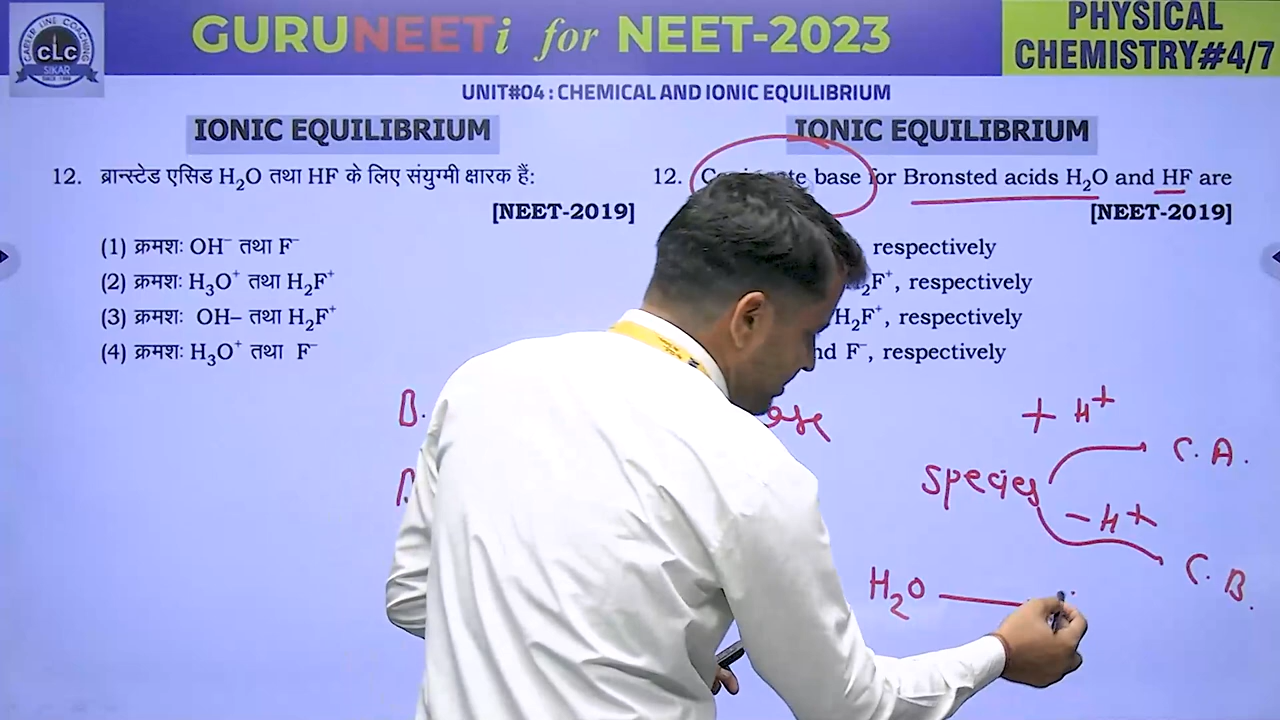 GURUNEETi for NEET-2023
PHYSICAL
CHEMISTRY#4/7
CLC
SIKAR
UNIT#04 : CHEMICAL AND IONIC EQUILIBRIUM
IONIC EQUILIBRIUM
12. ब्रान्स्टेड एसिड H₂O तथा HF के लिए संयुग्मी क्षारक हैं:
[NEET-2019]
(1) क्रमशः OH⁻ तथा F⁻
(2) क्रमशः H₃O⁺ तथा H₂F⁺
(3) क्रमशः OH– तथा H₂F⁺
(4) क्रमशः H₃O⁺ तथा F⁻
IONIC EQUILIBRIUM
12. base for Bronsted acids H₂O and HF are
[NEET-2019]
respectively
H₂F⁺, respectively
H₂F⁺, respectively
F⁻, respectively
B.
+ H⁺
C. A.
Species
- H⁺
C. B.
H₂O